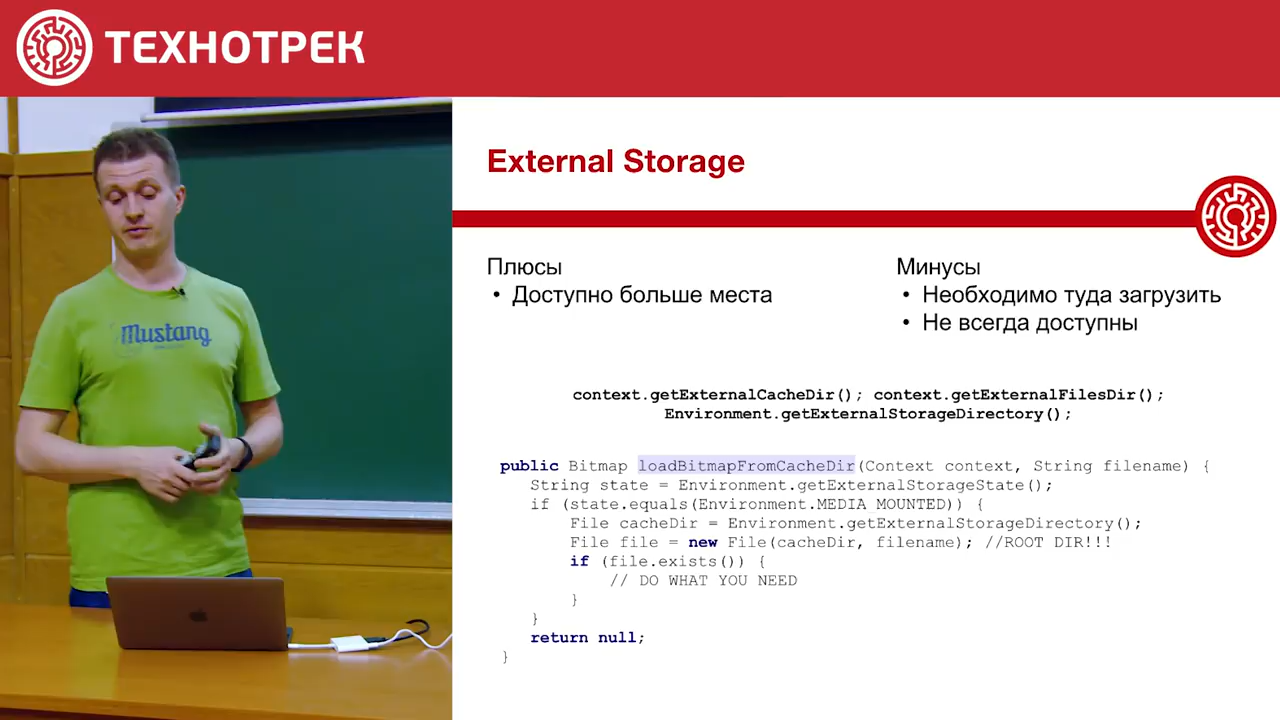 ТЕХНОТРЕК
Mustang
External Storage
Плюсы
• Доступно больше места
Минусы
• Необходимо туда загрузить
• Не всегда доступны
context.getExternalCacheDir(); context.getExternalFilesDir();
Environment.getExternalStorageDirectory();
public Bitmap loadBitmapFromCacheDir(Context context, String filename) {
String state = Environment.getExternalStorageState();
if (state.equals(Environment.MEDIA_MOUNTED)) {
File cacheDir = Environment.getExternalStorageDirectory();
File file = new File(cacheDir, filename); //ROOT DIR!!!
if (file.exists()) {
// DO WHAT YOU NEED
}
}
return null;
}